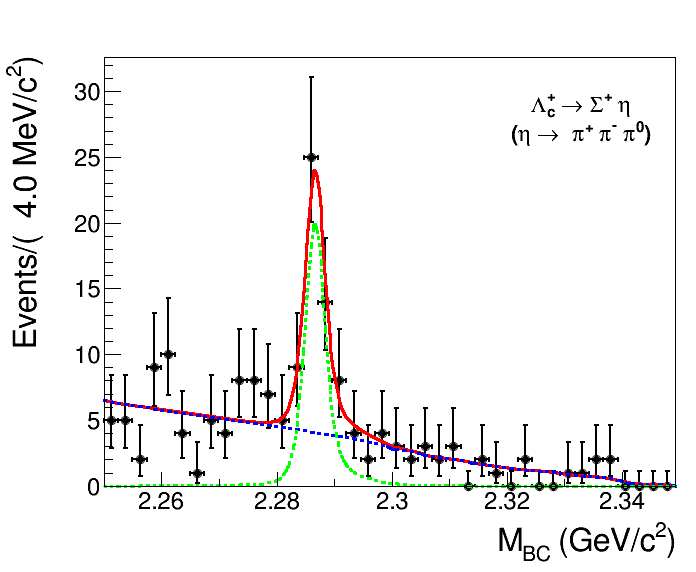 Λc+ → Σ+ η
(η → π+ π- π0)
Events/( 4.0 MeV/c2)
30
25
20
15
10
5
0
2.26 2.28 2.3 2.32 2.34
MBC (GeV/c2)